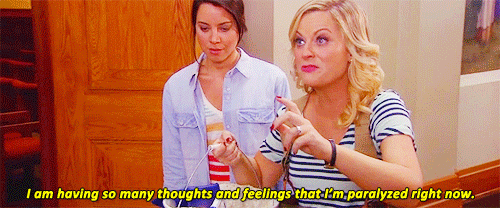 I am having so many thoughts and feelings that I'm paralyzed right now.